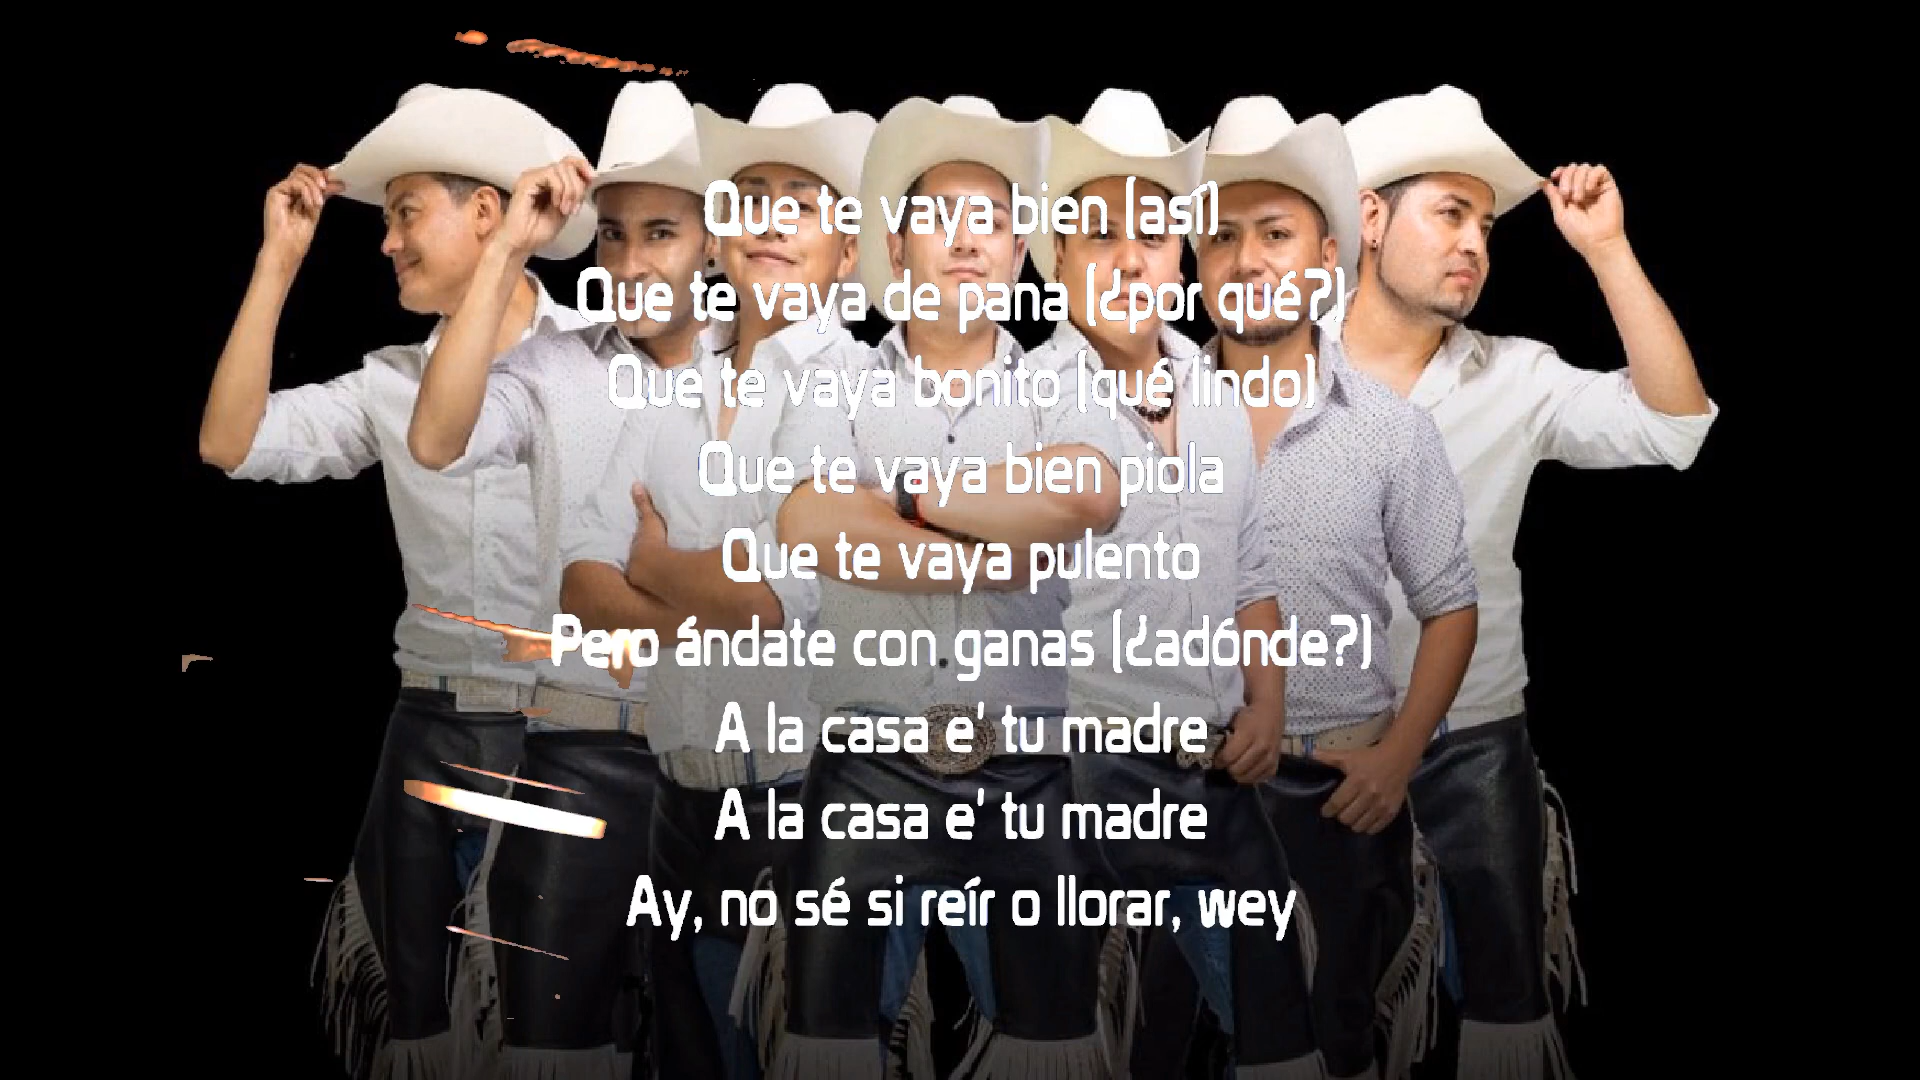 Que te vaya bien (así)
Que te vaya de pana (¿por qué?)
Que te vaya bonito (qué lindo)
Que te vaya bien piola
Que te vaya pulento
Pero ándate con ganas (¿adónde?)
A la casa e' tu madre
A la casa e' tu madre
Ay, no sé si reír o llorar, wey